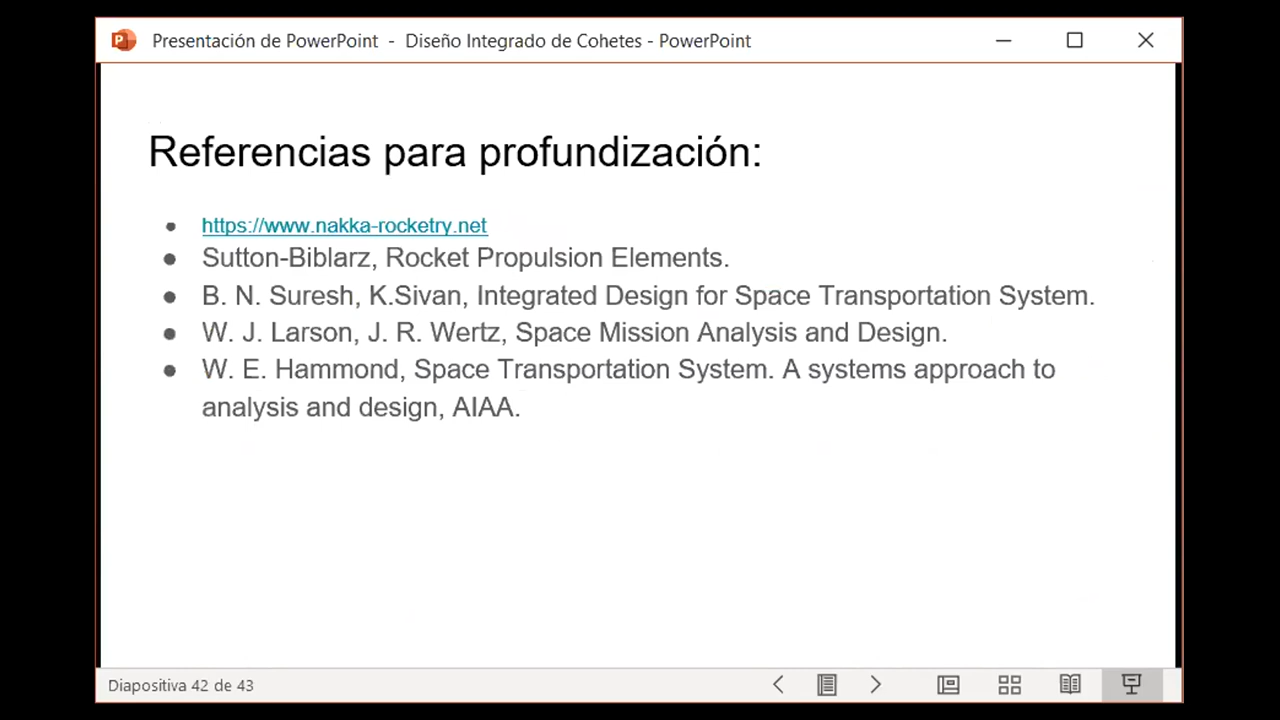 Presentación de PowerPoint - Diseño Integrado de Cohetes - PowerPoint
Referencias para profundización:
https://www.nakka-rocketry.net
Sutton-Biblarz, Rocket Propulsion Elements.
B. N. Suresh, K.Sivan, Integrated Design for Space Transportation System.
W. J. Larson, J. R. Wertz, Space Mission Analysis and Design.
W. E. Hammond, Space Transportation System. A systems approach to
analysis and design, AIAA.
Diapositiva 42 de 43